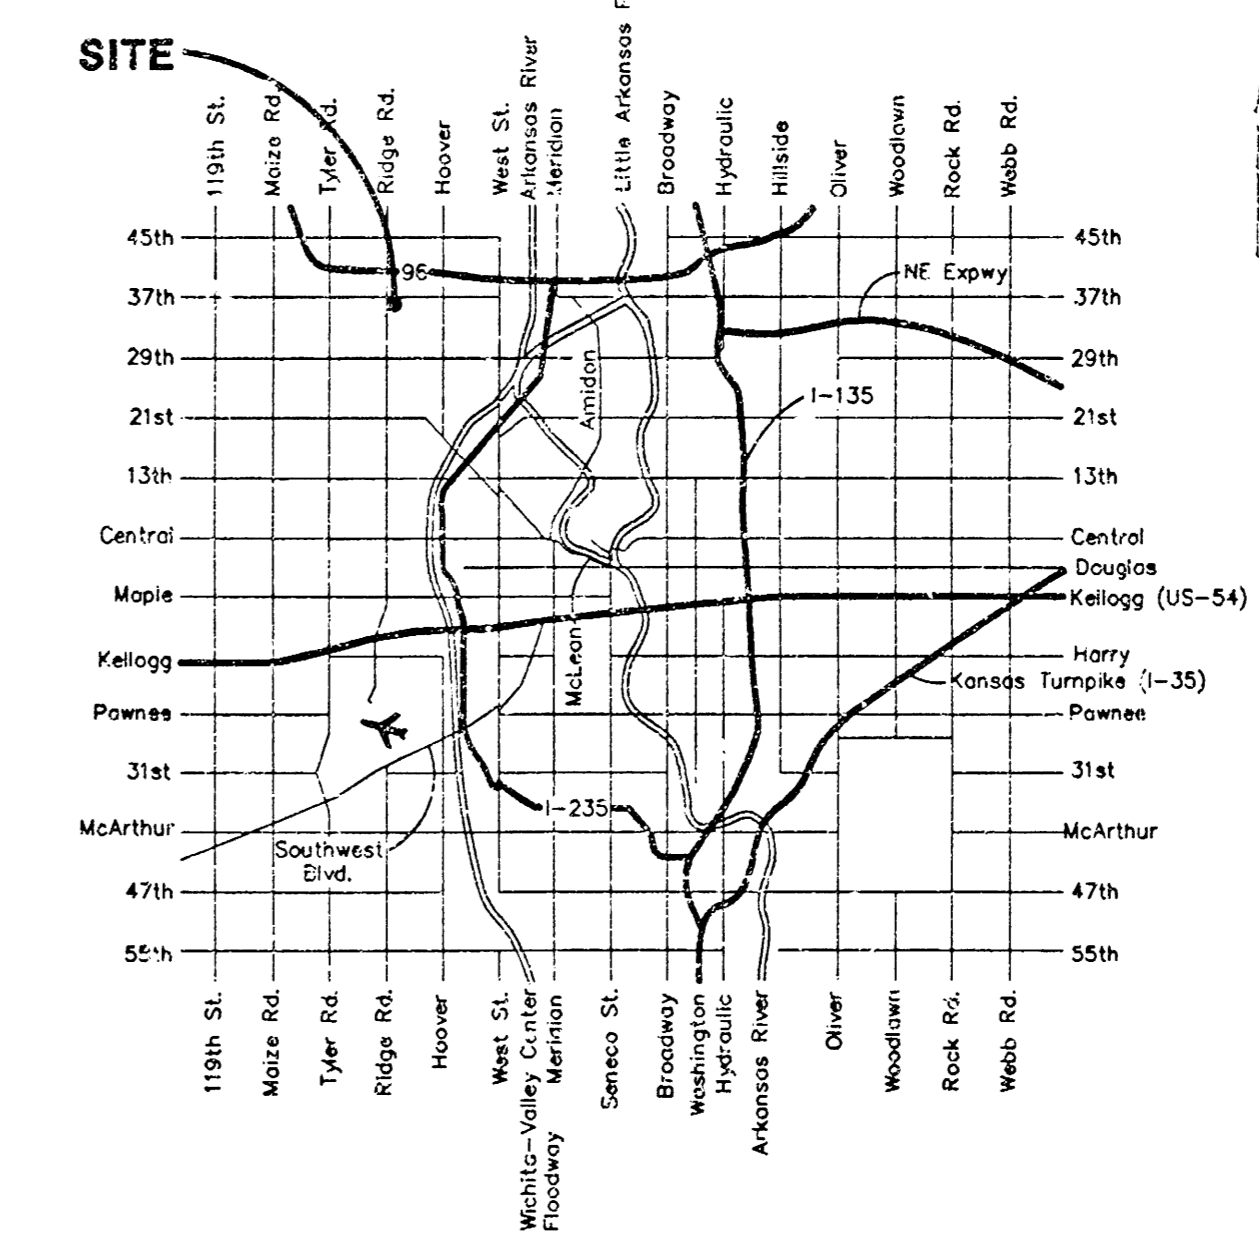 SITE
119th St.
Maize Rd.
Tyler Rd.
Ridge Rd.
Hoover
West St.
Arkansas River
Meridian
Little Arkansas
Broadway
Hydraulic
Hillside
Oliver
Woodlawn
Rock Rd.
Webb Rd.
45th
45th
96
NE Expwy
37th
37th
29th
29th
Amidon
I-135
21st
21st
13th
13th
Central
Central
Douglas
Maple
Kellogg (US-54)
Kellogg
McLean
Harry
Kansas Turnpike (I-35)
Pawnee
Pawnee
31st
31st
I-235
McArthur
McArthur
Southwest
Blvd.
47th
47th
55th
55th
119th St.
Maize Rd.
Tyler Rd.
Ridge Rd.
Hoover
West St.
Wichita-Valley Center
Floodway
Meridian
Seneco St.
Broadway
Washington
Hydraulic
Arkansas River
Oliver
Woodlawn
Rock Rd.
Webb Rd.